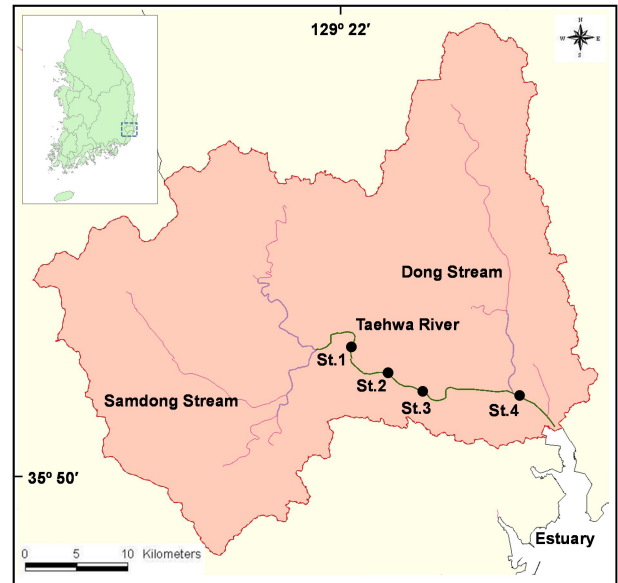 129º 22′
N
W E
S
Dong Stream
Taehwa River
St.1
St.2
St.3
St.4
Samdong Stream
35º 50′
Estuary
0 5 10 Kilometers